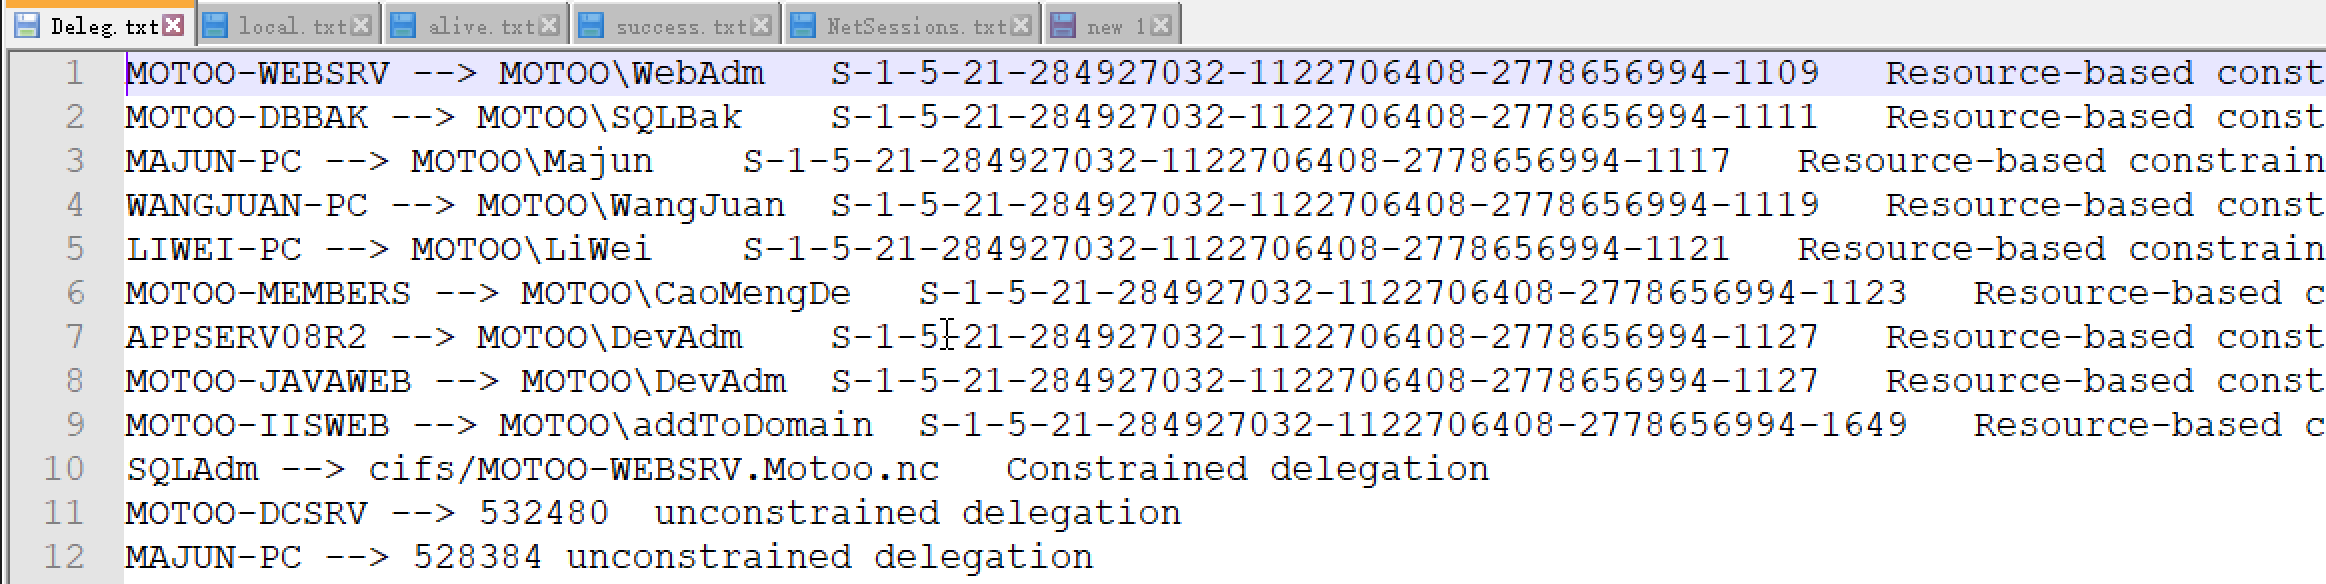 Deleg.txt local.txt alive.txt success.txt NetSessions.txt new 1
1 MOTOO-WEBSRV --> MOTOO\WebAdm S-1-5-21-284927032-1122706408-2778656994-1109 Resource-based const
2 MOTOO-DBBAK --> MOTOO\SQLBak S-1-5-21-284927032-1122706408-2778656994-1111 Resource-based const
3 MAJUN-PC --> MOTOO\Majun S-1-5-21-284927032-1122706408-2778656994-1117 Resource-based constrain
4 WANGJUAN-PC --> MOTOO\WangJuan S-1-5-21-284927032-1122706408-2778656994-1119 Resource-based const
5 LIWEI-PC --> MOTOO\LiWei S-1-5-21-284927032-1122706408-2778656994-1121 Resource-based constrain
6 MOTOO-MEMBERS --> MOTOO\CaoMengDe S-1-5-21-284927032-1122706408-2778656994-1123 Resource-based c
7 APPSERV08R2 --> MOTOO\DevAdm S-1-5-21-284927032-1122706408-2778656994-1127 Resource-based const
8 MOTOO-JAVAWEB --> MOTOO\DevAdm S-1-5-21-284927032-1122706408-2778656994-1127 Resource-based const
9 MOTOO-IISWEB --> MOTOO\addToDomain S-1-5-21-284927032-1122706408-2778656994-1649 Resource-based c
10 SQLAdm --> cifs/MOTOO-WEBSRV.Motoo.nc Constrained delegation
11 MOTOO-DCSRV --> 532480 unconstrained delegation
12 MAJUN-PC --> 528384 unconstrained delegation